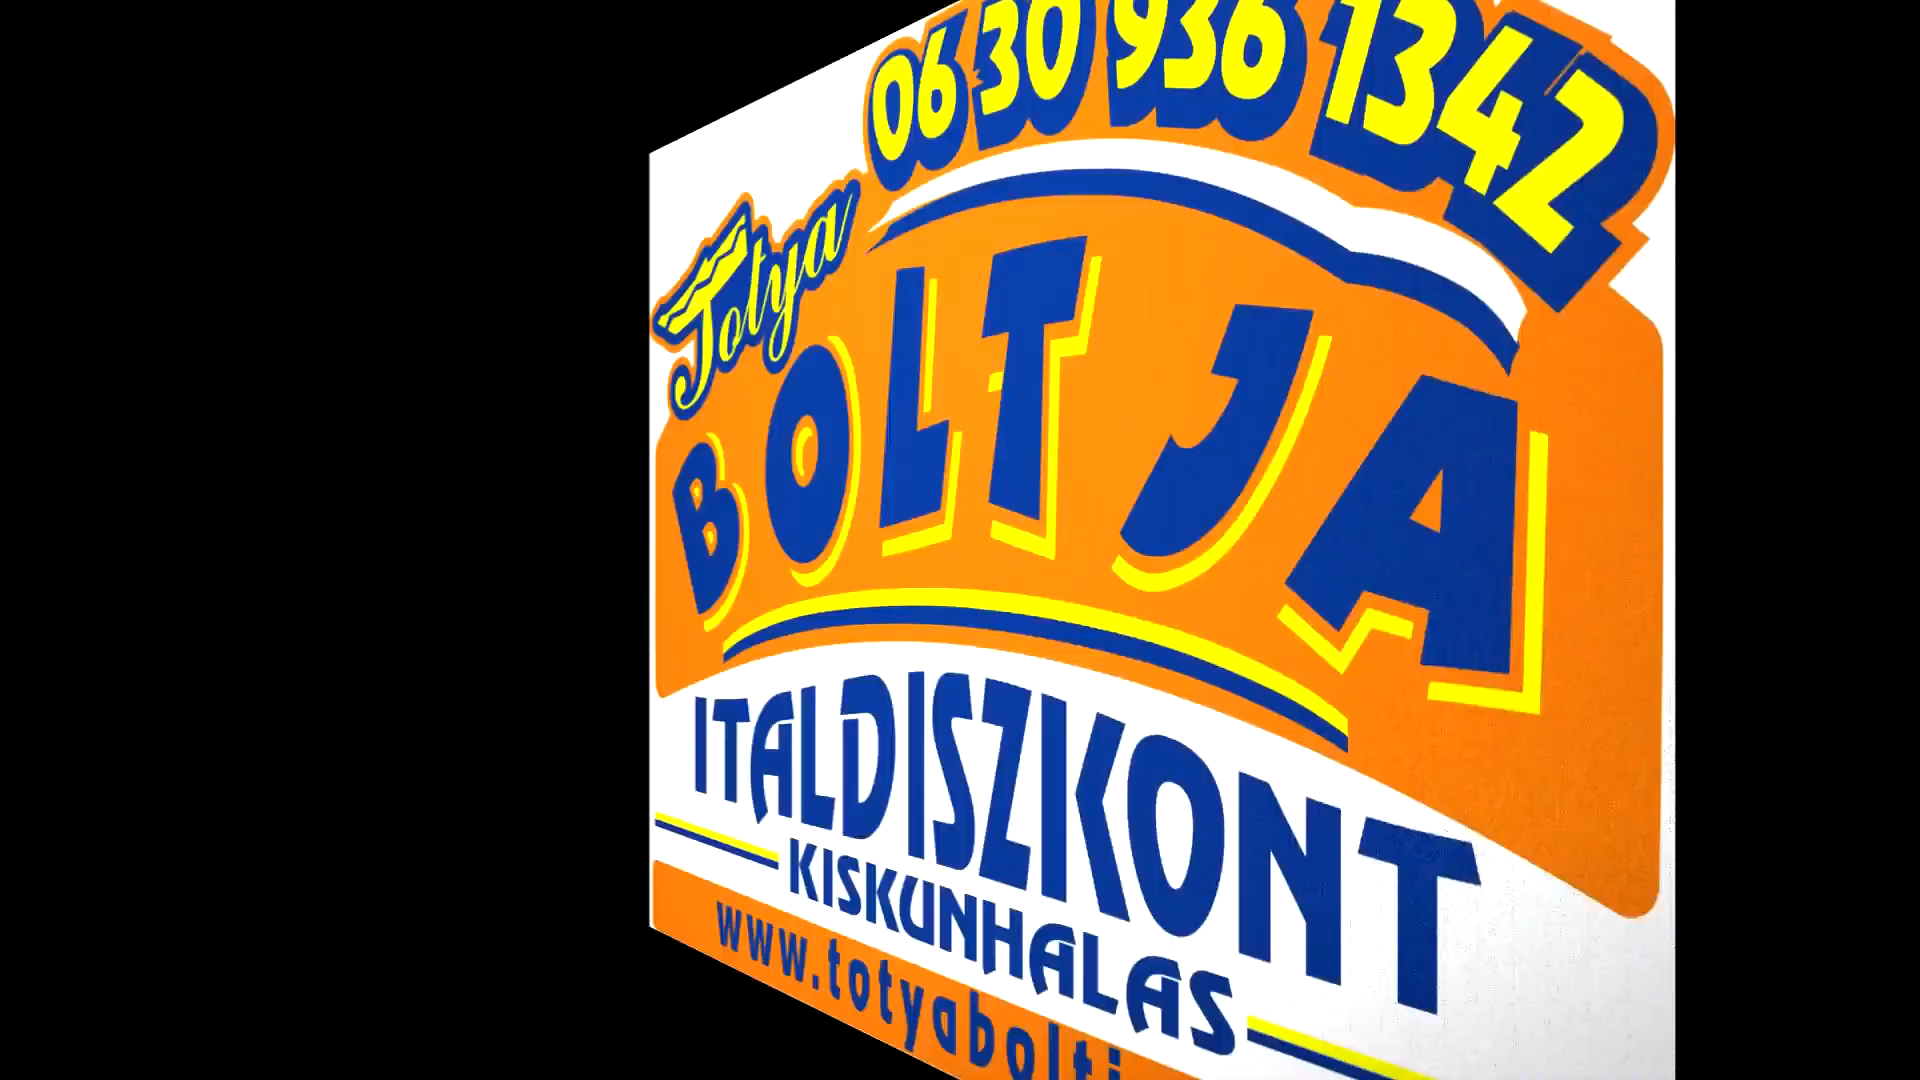 06 30 936 1342
Totya
BOLTJA
ITALDISZKONT
KISKUNHALAS
www.totyabolti